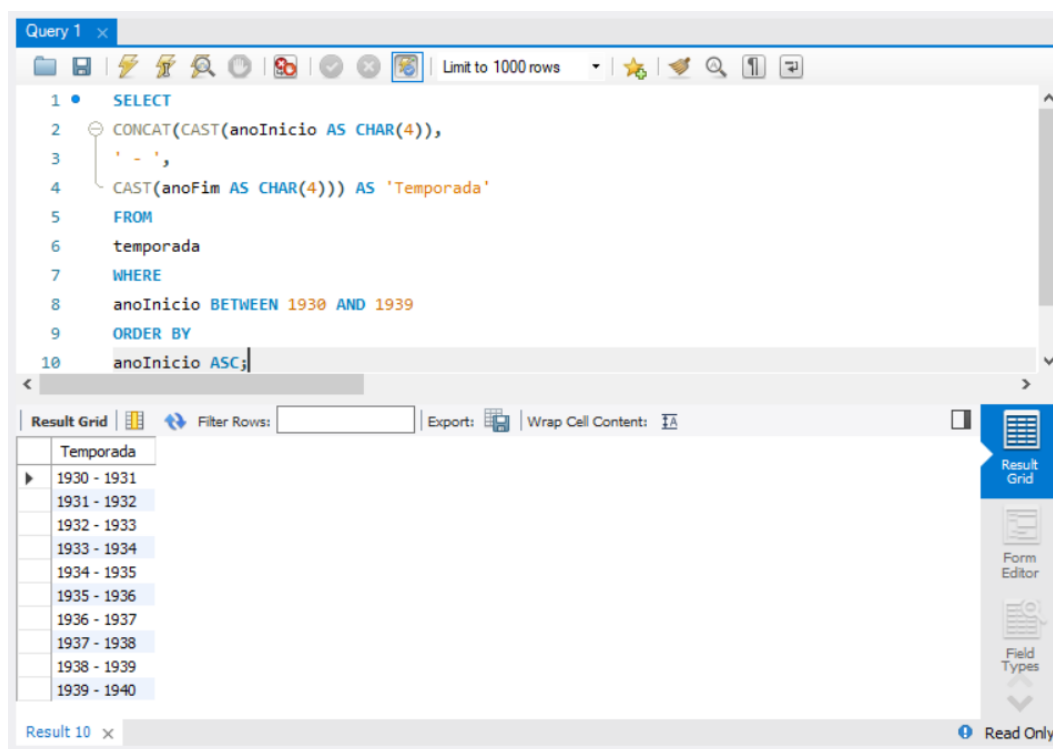 Query 1
Limit to 1000 rows
1 SELECT
2 CONCAT(CAST(anoInicio AS CHAR(4)),
3 ' - ',
4 CAST(anoFim AS CHAR(4))) AS 'Temporada'
5 FROM
6 temporada
7 WHERE
8 anoInicio BETWEEN 1930 AND 1939
9 ORDER BY
10 anoInicio ASC;
Result Grid Filter Rows: Export: Wrap Cell Content: IA
Temporada
1930 - 1931
1931 - 1932
1932 - 1933
1933 - 1934
1934 - 1935
1935 - 1936
1936 - 1937
1937 - 1938
1938 - 1939
1939 - 1940
Result
Grid
Form
Editor
Field
Types
Result 10 Read Only